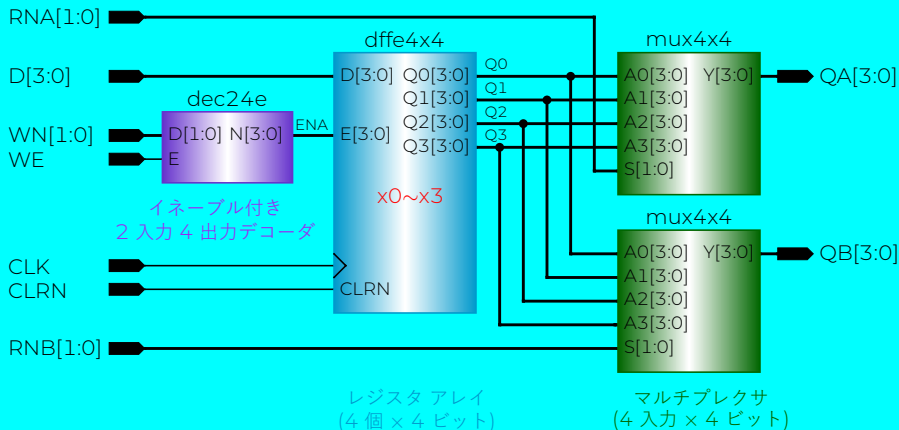 RNA[1:0]
D[3:0]
WN[1:0]
WE
CLK
CLRN
RNB[1:0]
dec24e
D[1:0] N[3:0]
E
ENA
イネーブル付き
2 入力 4 出力デコーダ
dffe4x4
D[3:0] Q0[3:0]
Q1[3:0]
Q2[3:0]
E[3:0] Q3[3:0]
x0~x3
CLRN
Q0
Q1
Q2
Q3
レジスタ アレイ
(4 個 × 4 ビット)
mux4x4
A0[3:0] Y[3:0]
A1[3:0]
A2[3:0]
A3[3:0]
S[1:0]
QA[3:0]
mux4x4
A0[3:0] Y[3:0]
A1[3:0]
A2[3:0]
A3[3:0]
S[1:0]
QB[3:0]
マルチプレクサ
(4 入力 × 4 ビット)